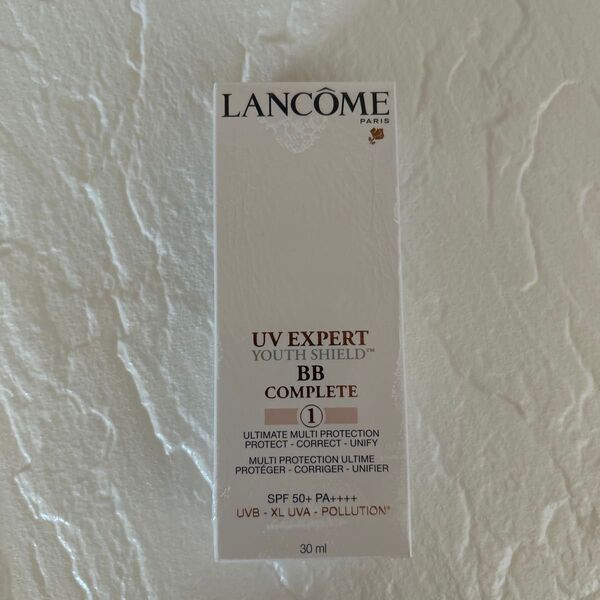 LANCÔME
PARIS
UV EXPERT
YOUTH SHIELD™
BB
COMPLETE
1
ULTIMATE MULTI PROTECTION
PROTECT - CORRECT - UNIFY
MULTI PROTECTION ULTIME
PROTÉGER - CORRIGER - UNIFIER
SPF 50+ PA++++
UVB - XL UVA - POLLUTION*
30 ml